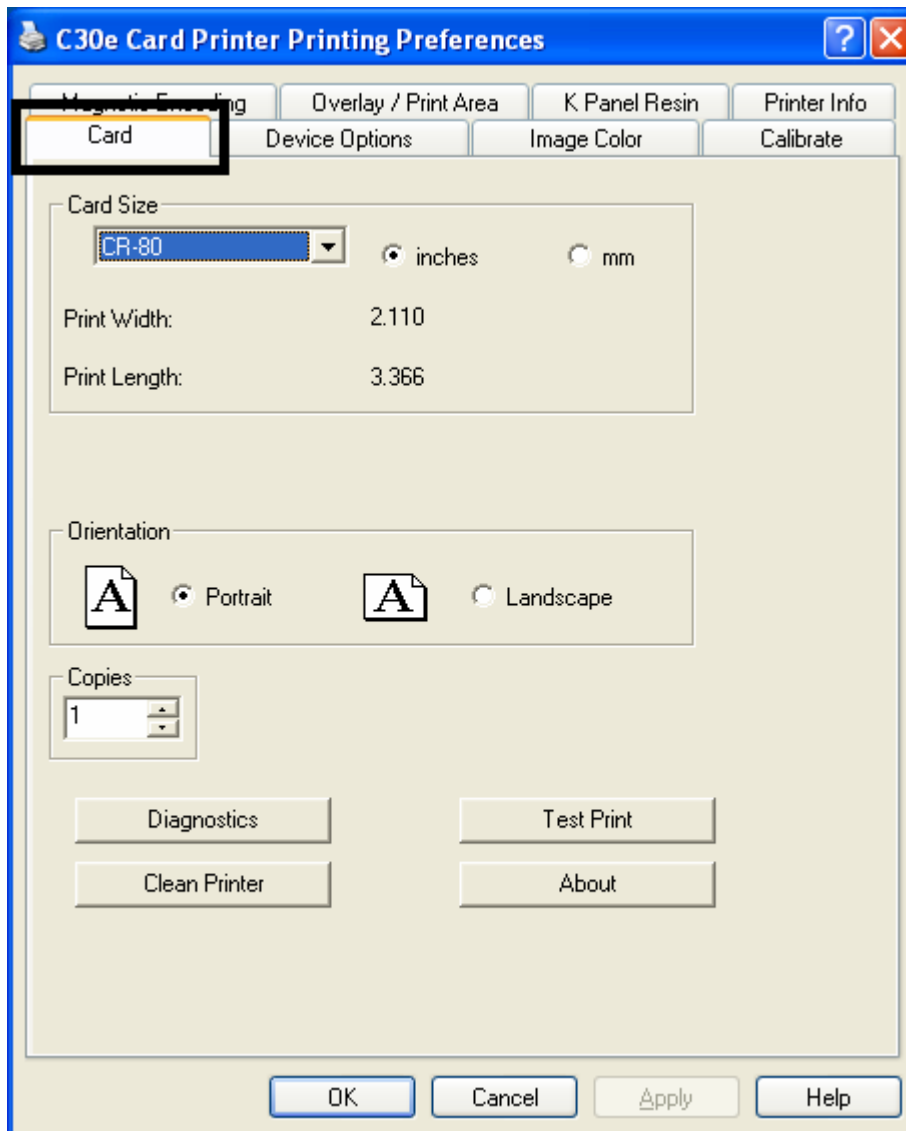 C30e Card Printer Printing Preferences
Magnetic Encoding Overlay / Print Area K Panel Resin Printer Info
Card Device Options Image Color Calibrate
Card Size
CR-80 inches mm
Print Width: 2.110
Print Length: 3.366
Orientation
A Portrait A Landscape
Copies
1
Diagnostics Test Print
Clean Printer About
OK Cancel Apply Help